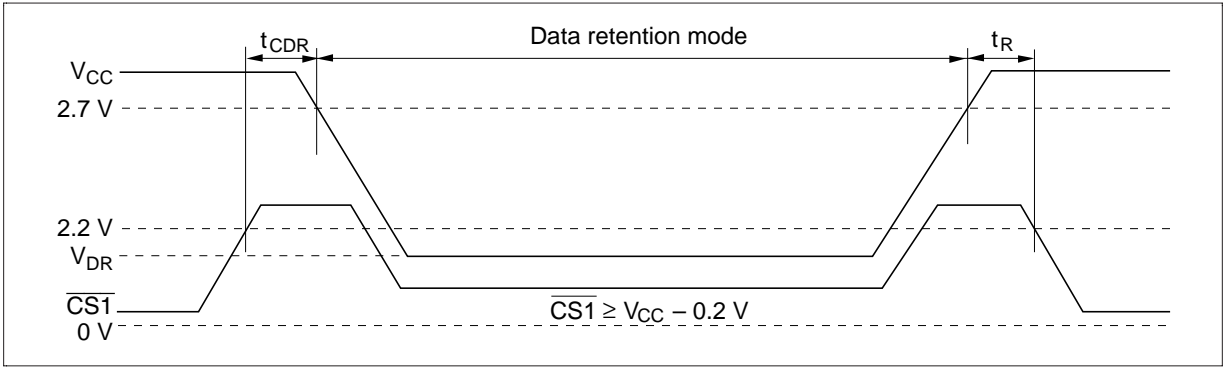 tCDR
Data retention mode
tR
VCC
2.7 V
2.2 V
VDR
CS1
CS1 ≥ VCC – 0.2 V
0 V